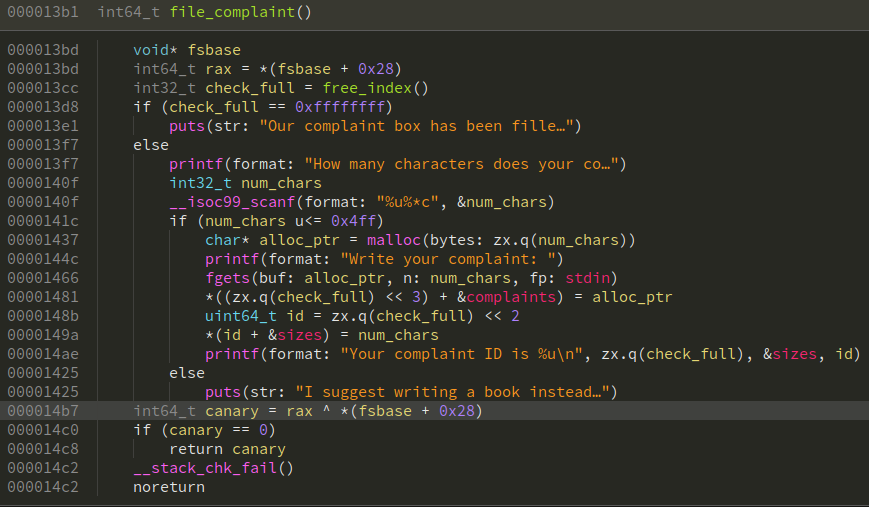 000013b1 int64_t file_complaint()
000013bd void* fsbase
000013bd int64_t rax = *(fsbase + 0x28)
000013cc int32_t check_full = free_index()
000013d8 if (check_full == 0xffffffff)
000013e1 puts(str: "Our complaint box has been fille…")
000013f7 else
000013f7 printf(format: "How many characters does your co…")
0000140f int32_t num_chars
0000140f __isoc99_scanf(format: "%u%*c", &num_chars)
0000141c if (num_chars u<= 0x4ff)
00001437 char* alloc_ptr = malloc(bytes: zx.q(num_chars))
0000144c printf(format: "Write your complaint: ")
00001466 fgets(buf: alloc_ptr, n: num_chars, fp: stdin)
00001481 *((zx.q(check_full) << 3) + &complaints) = alloc_ptr
0000148b uint64_t id = zx.q(check_full) << 2
0000149a *(id + &sizes) = num_chars
000014ae printf(format: "Your complaint ID is %u\n", zx.q(check_full), &sizes, id)
00001425 else
00001425 puts(str: "I suggest writing a book instead…")
000014b7 int64_t canary = rax ^ *(fsbase + 0x28)
000014c0 if (canary == 0)
000014c8 return canary
000014c2 __stack_chk_fail()
000014c2 noreturn